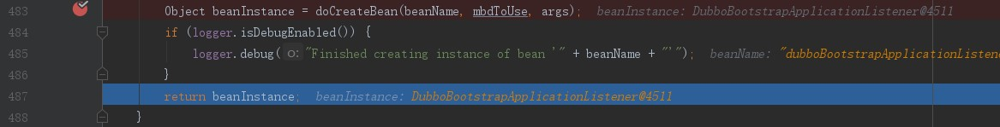 483 Object beanInstance = doCreateBean(beanName, mbdToUse, args); beanInstance: DubboBootstrapApplicationListener@4511
484 if (logger.isDebugEnabled()) {
485 logger.debug( o: "Finished creating instance of bean '" + beanName + "'"); beanName: "dubboBootstrapApplicationListene
486 }
487 return beanInstance; beanInstance: DubboBootstrapApplicationListener@4511
488 }